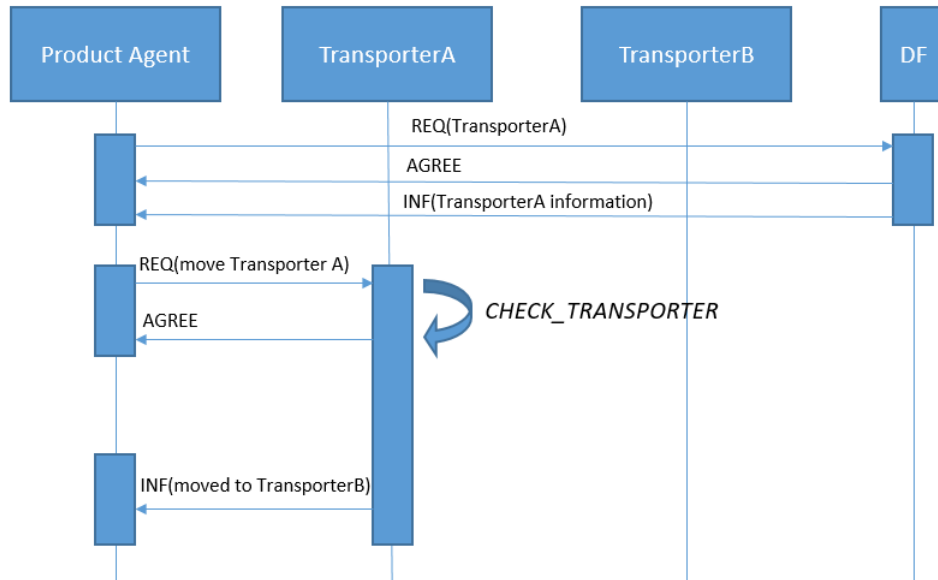 Product Agent
TransporterA
TransporterB
DF
REQ(TransporterA)
AGREE
INF(TransporterA information)
REQ(move Transporter A)
CHECK_TRANSPORTER
AGREE
INF(moved to TransporterB)